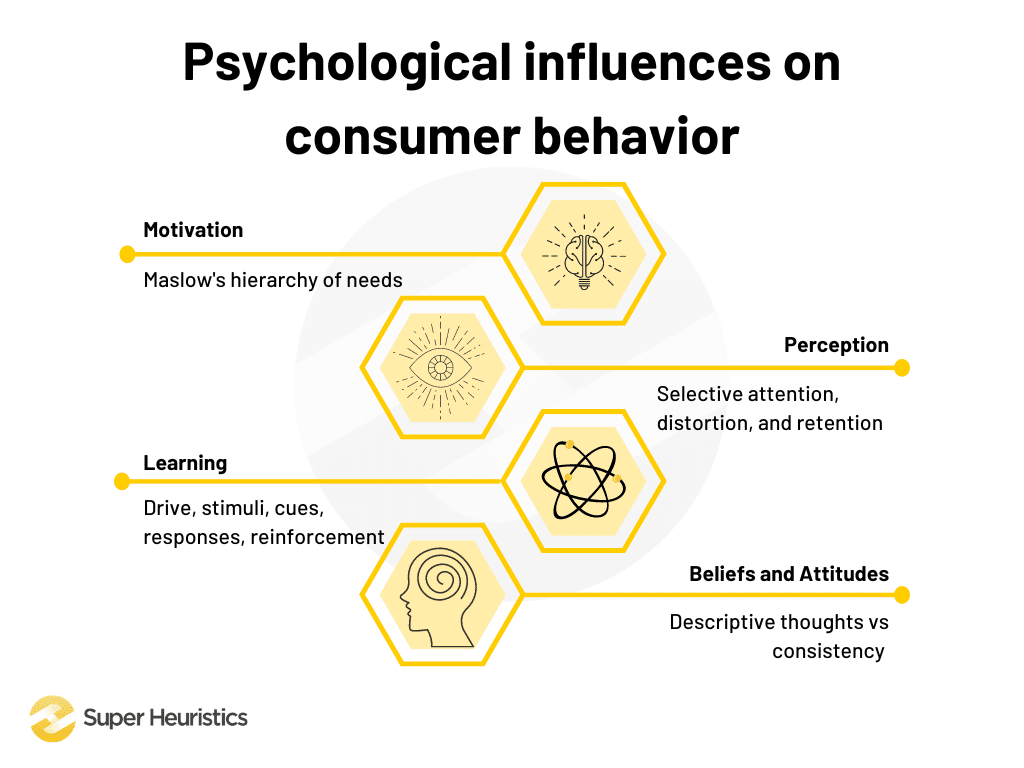 Psychological influences on
consumer behavior
Motivation
Maslow's hierarchy of needs
Perception
Selective attention,
distortion, and retention
Learning
Drive, stimuli, cues,
responses, reinforcement
Beliefs and Attitudes
Descriptive thoughts vs
consistency
Super Heuristics